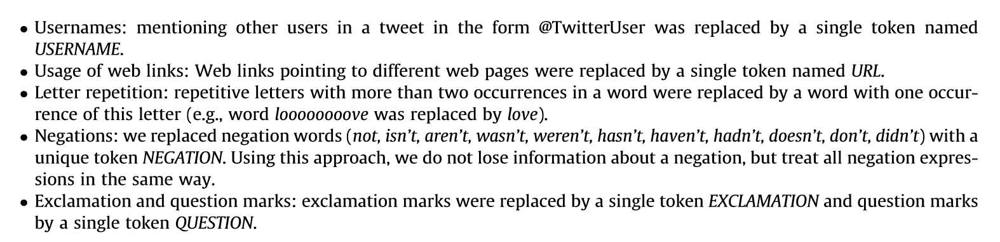 • Usernames: mentioning other users in a tweet in the form @TwitterUser was replaced by a single token named
USERNAME.
• Usage of web links: Web links pointing to different web pages were replaced by a single token named URL.
• Letter repetition: repetitive letters with more than two occurrences in a word were replaced by a word with one occur-
rence of this letter (e.g., word loooooooove was replaced by love).
• Negations: we replaced negation words (not, isn’t, aren’t, wasn’t, weren’t, hasn’t, haven’t, hadn’t, doesn’t, don’t, didn’t) with a
unique token NEGATION. Using this approach, we do not lose information about a negation, but treat all negation expres-
sions in the same way.
• Exclamation and question marks: exclamation marks were replaced by a single token EXCLAMATION and question marks
by a single token QUESTION.